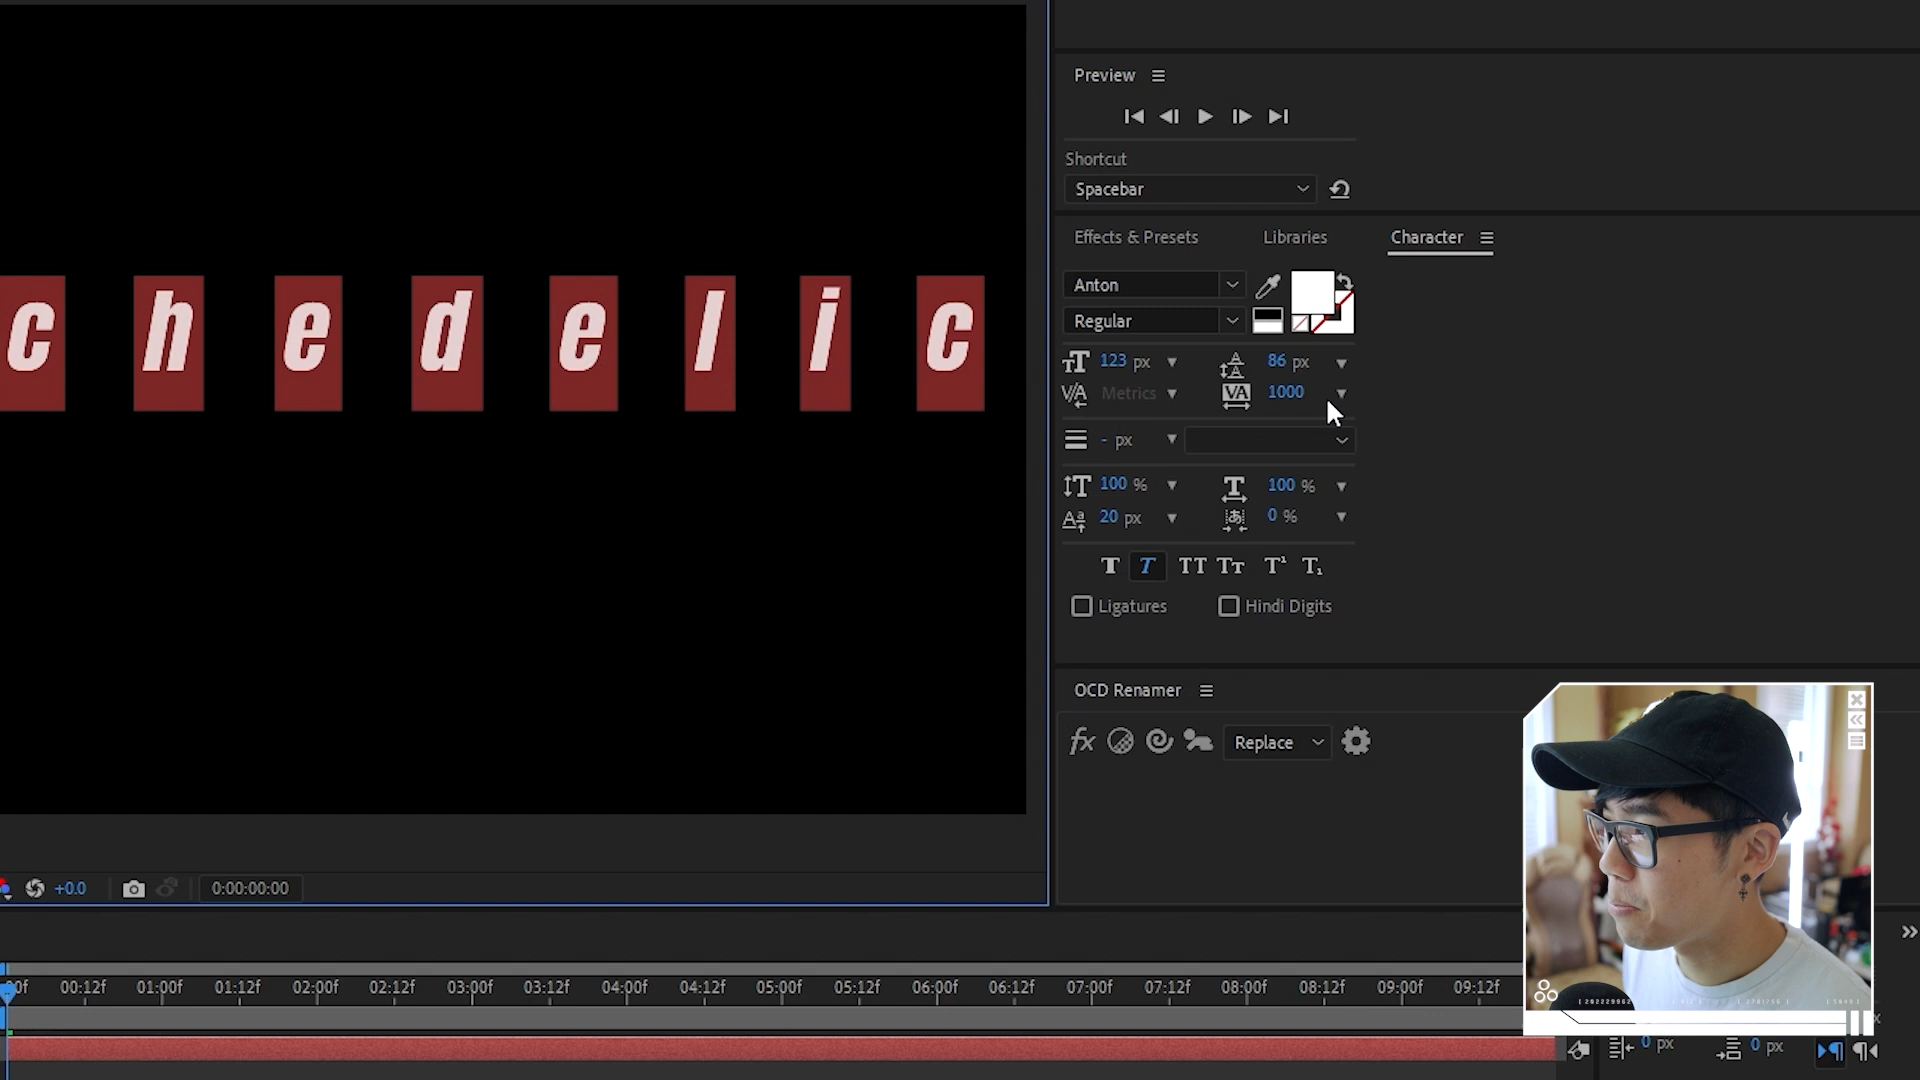 Preview
Shortcut
Spacebar
Effects & Presets
Libraries
Character
chedelic
Anton
Regular
123 px
86 px
Metrics
1000
- px
100 %
100 %
20 px
0 %
T T TT Tт T¹ T₁
Ligatures
Hindi Digits
OCD Renamer
fx
Replace
+0.0
0:00:00:00
00f 00:12f 01:00f 01:12f 02:00f 02:12f 03:00f 03:12f 04:00f 04:12f 05:00f 05:12f 06:00f 06:12f 07:00f 07:12f 08:00f 08:12f 09:00f 09:12f
0 px
0 px